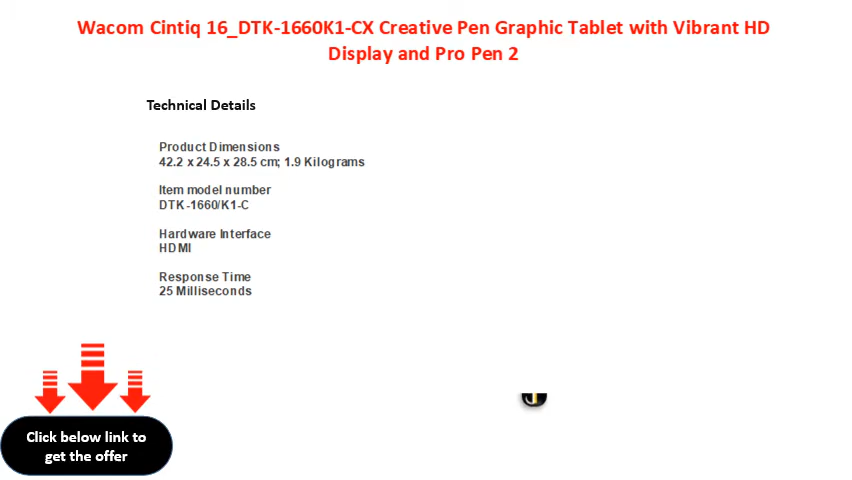 Wacom Cintiq 16_DTK-1660K1-CX Creative Pen Graphic Tablet with Vibrant HD
Display and Pro Pen 2
Technical Details
Product Dimensions
42.2 x 24.5 x 28.5 cm; 1.9 Kilograms
Item model number
DTK-1660/K1-C
Hardware Interface
HDMI
Response Time
25 Milliseconds
Click below link to
get the offer